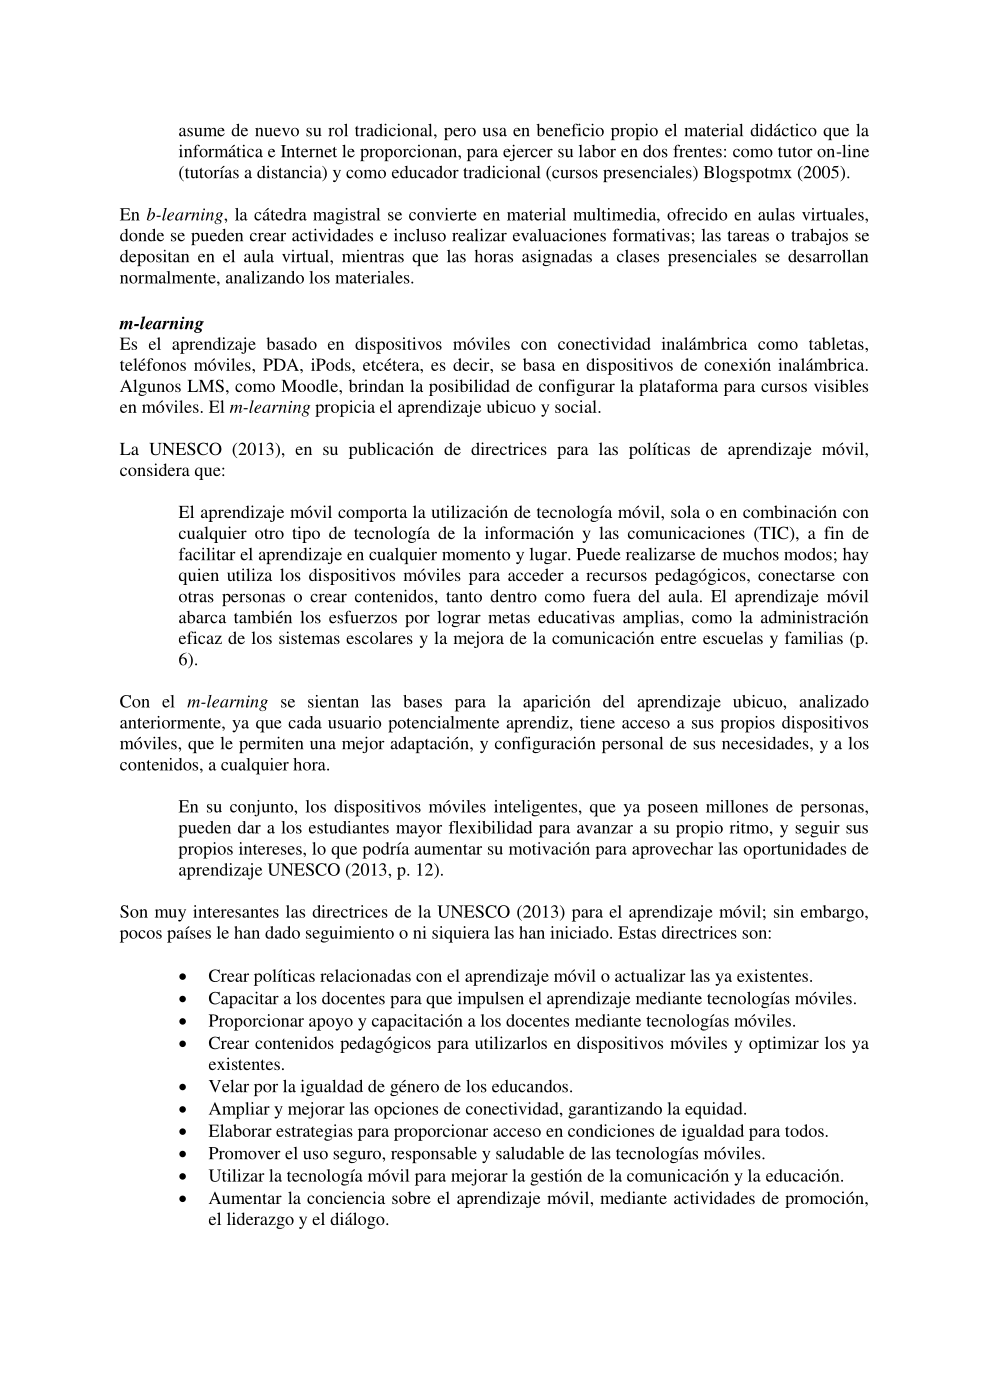 asume de nuevo su rol tradicional, pero usa en beneficio propio el material didáctico que la
informática e Internet le proporcionan, para ejercer su labor en dos frentes: como tutor on-line
(tutorías a distancia) y como educador tradicional (cursos presenciales) Blogspotmx (2005).
En b-learning, la cátedra magistral se convierte en material multimedia, ofrecido en aulas virtuales,
donde se pueden crear actividades e incluso realizar evaluaciones formativas; las tareas o trabajos se
depositan en el aula virtual, mientras que las horas asignadas a clases presenciales se desarrollan
normalmente, analizando los materiales.
m-learning
Es el aprendizaje basado en dispositivos móviles con conectividad inalámbrica como tabletas,
teléfonos móviles, PDA, iPods, etcétera, es decir, se basa en dispositivos de conexión inalámbrica.
Algunos LMS, como Moodle, brindan la posibilidad de configurar la plataforma para cursos visibles
en móviles. El m-learning propicia el aprendizaje ubicuo y social.
La UNESCO (2013), en su publicación de directrices para las políticas de aprendizaje móvil,
considera que:
El aprendizaje móvil comporta la utilización de tecnología móvil, sola o en combinación con
cualquier otro tipo de tecnología de la información y las comunicaciones (TIC), a fin de
facilitar el aprendizaje en cualquier momento y lugar. Puede realizarse de muchos modos; hay
quien utiliza los dispositivos móviles para acceder a recursos pedagógicos, conectarse con
otras personas o crear contenidos, tanto dentro como fuera del aula. El aprendizaje móvil
abarca también los esfuerzos por lograr metas educativas amplias, como la administración
eficaz de los sistemas escolares y la mejora de la comunicación entre escuelas y familias (p.
6).
Con el m-learning se sientan las bases para la aparición del aprendizaje ubicuo, analizado
anteriormente, ya que cada usuario potencialmente aprendiz, tiene acceso a sus propios dispositivos
móviles, que le permiten una mejor adaptación, y configuración personal de sus necesidades, y a los
contenidos, a cualquier hora.
En su conjunto, los dispositivos móviles inteligentes, que ya poseen millones de personas,
pueden dar a los estudiantes mayor flexibilidad para avanzar a su propio ritmo, y seguir sus
propios intereses, lo que podría aumentar su motivación para aprovechar las oportunidades de
aprendizaje UNESCO (2013, p. 12).
Son muy interesantes las directrices de la UNESCO (2013) para el aprendizaje móvil; sin embargo,
pocos países le han dado seguimiento o ni siquiera las han iniciado. Estas directrices son:
• Crear políticas relacionadas con el aprendizaje móvil o actualizar las ya existentes.
• Capacitar a los docentes para que impulsen el aprendizaje mediante tecnologías móviles.
• Proporcionar apoyo y capacitación a los docentes mediante tecnologías móviles.
• Crear contenidos pedagógicos para utilizarlos en dispositivos móviles y optimizar los ya
existentes.
• Velar por la igualdad de género de los educandos.
• Ampliar y mejorar las opciones de conectividad, garantizando la equidad.
• Elaborar estrategias para proporcionar acceso en condiciones de igualdad para todos.
• Promover el uso seguro, responsable y saludable de las tecnologías móviles.
• Utilizar la tecnología móvil para mejorar la gestión de la comunicación y la educación.
• Aumentar la conciencia sobre el aprendizaje móvil, mediante actividades de promoción,
el liderazgo y el diálogo.